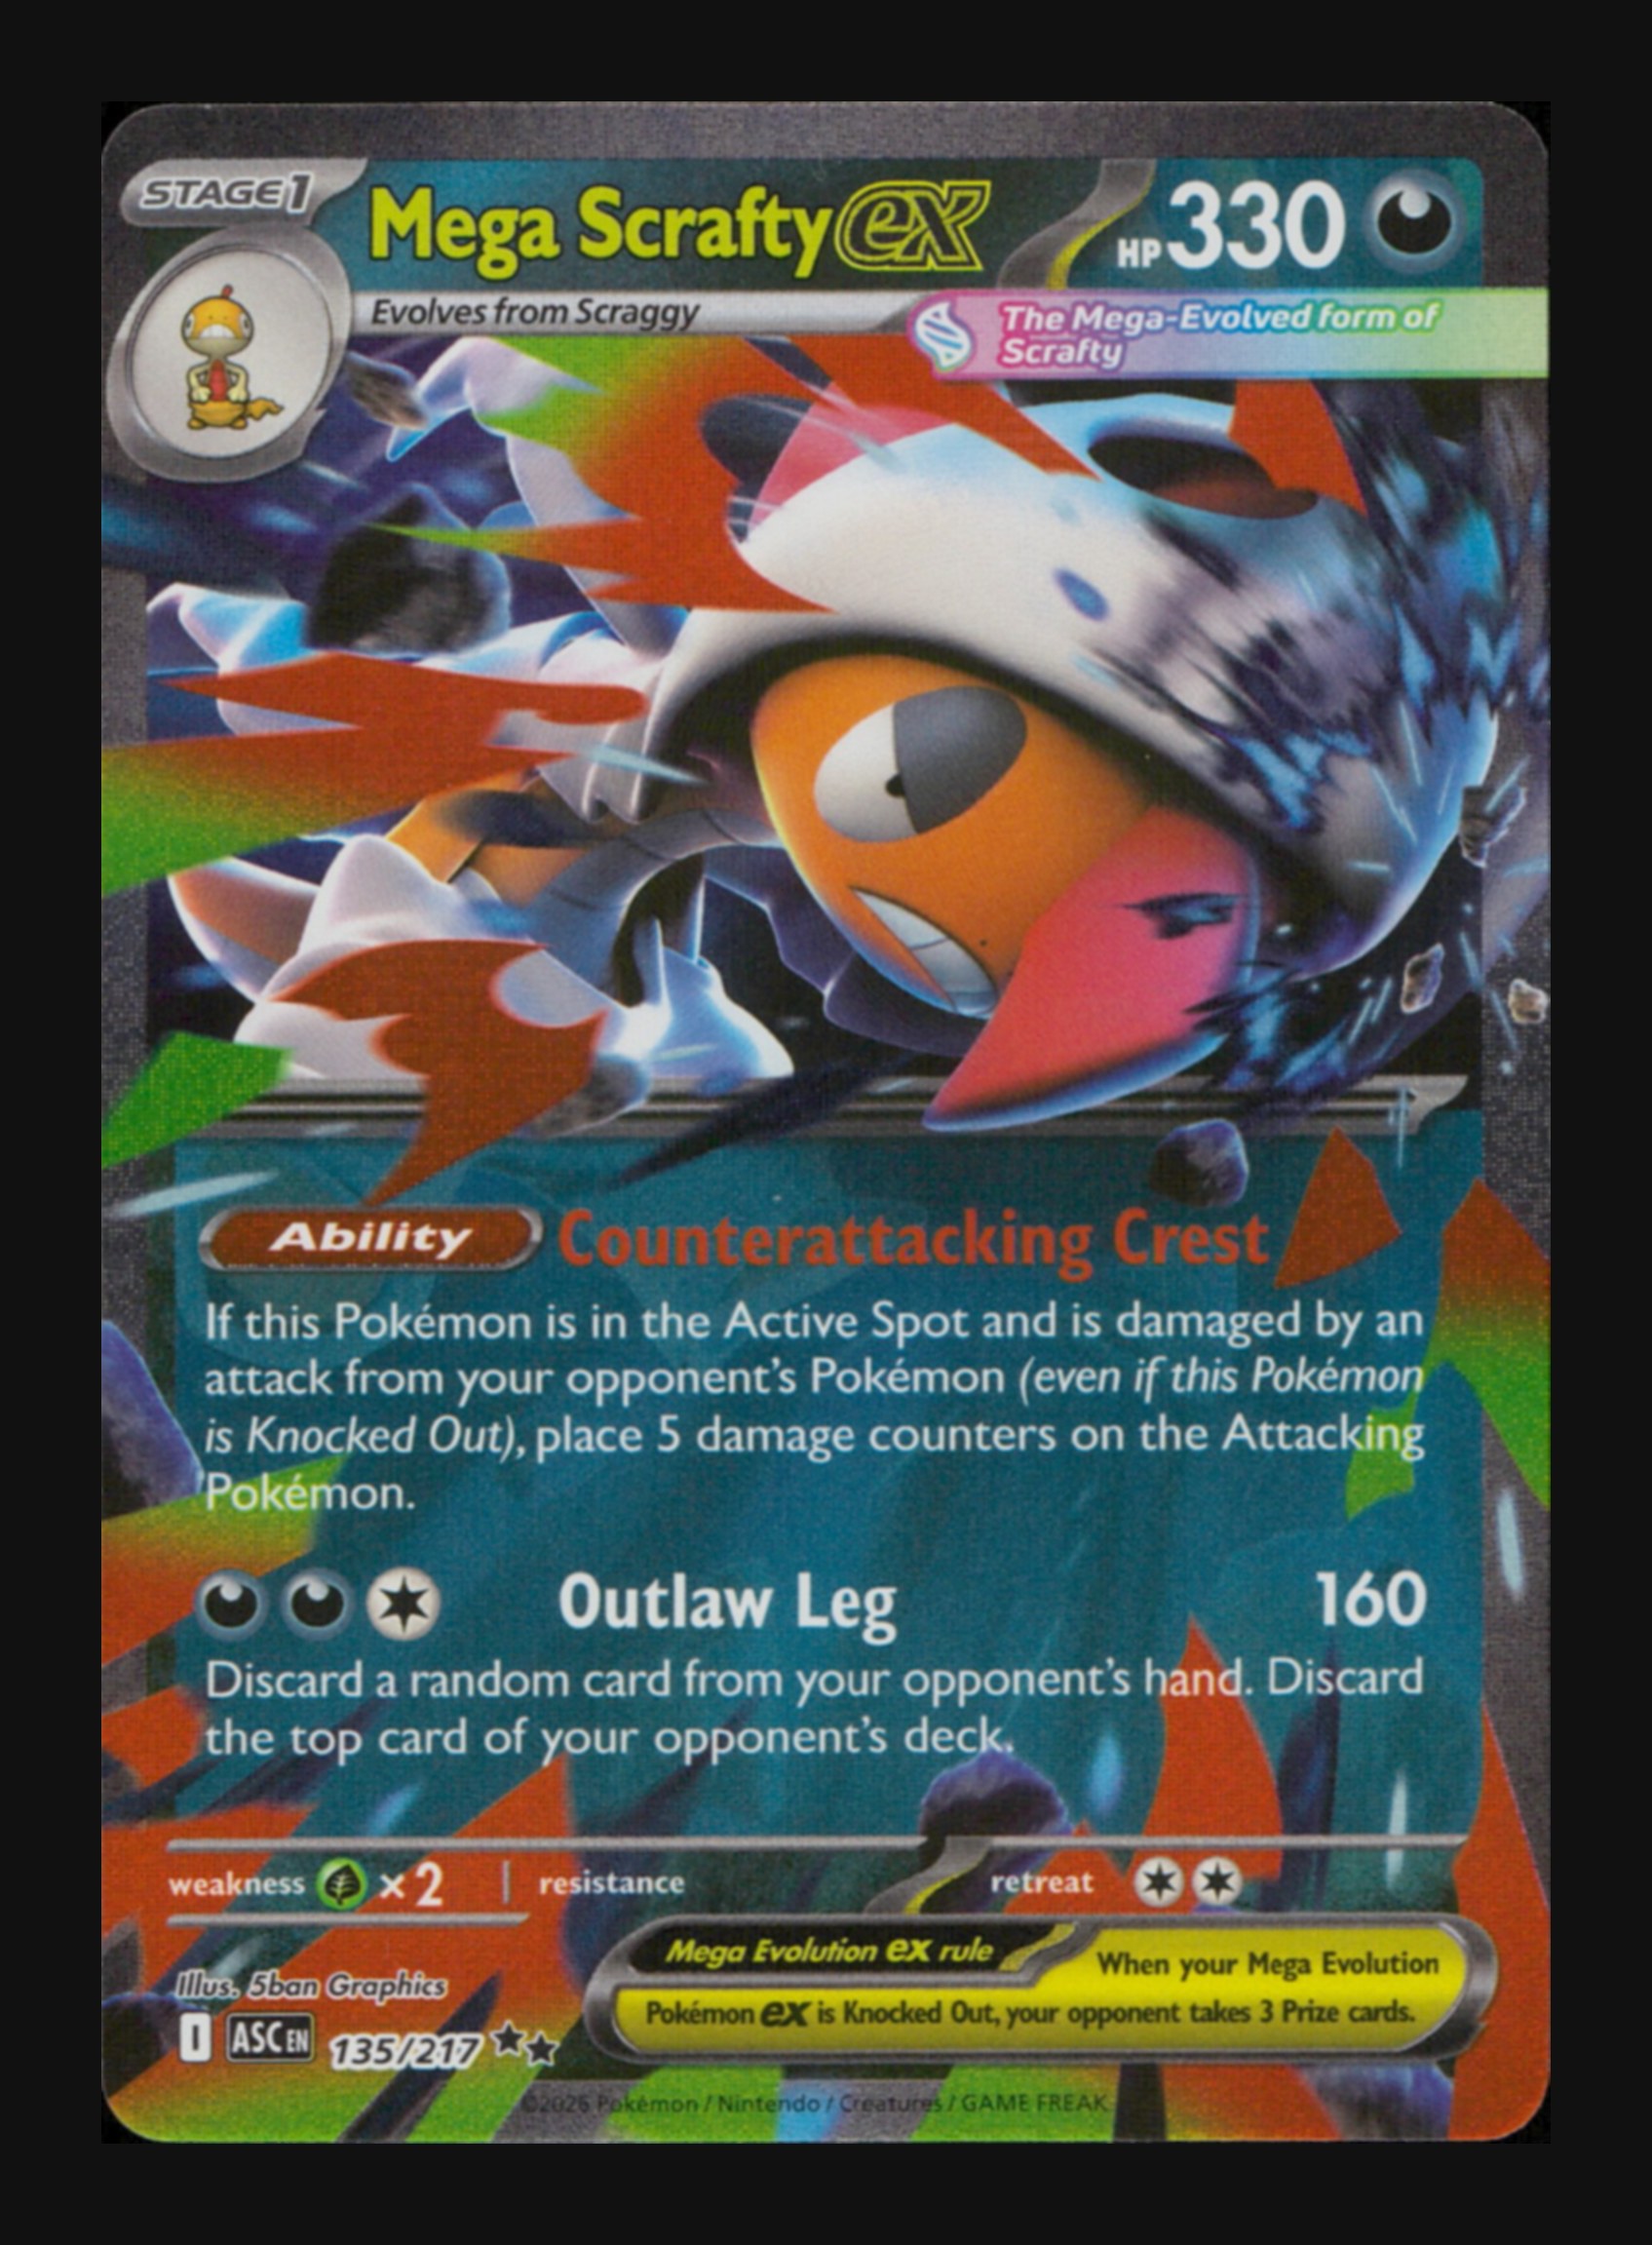 STAGE 1
Mega Scrafty ex
HP 330
Evolves from Scraggy
The Mega-Evolved form of
Scrafty
Ability Counterattacking Crest
If this Pokémon is in the Active Spot and is damaged by an
attack from your opponent's Pokémon (even if this Pokémon
is Knocked Out), place 5 damage counters on the Attacking
Pokémon.
Outlaw Leg 160
Discard a random card from your opponent's hand. Discard
the top card of your opponent's deck.
weakness ×2 resistance retreat
Mega Evolution ex rule
When your Mega Evolution
Pokémon ex is Knocked Out, your opponent takes 3 Prize cards.
Illus. 5ban Graphics
I ASC EN 135/217
©2026 Pokémon / Nintendo / Creatures / GAME FREAK